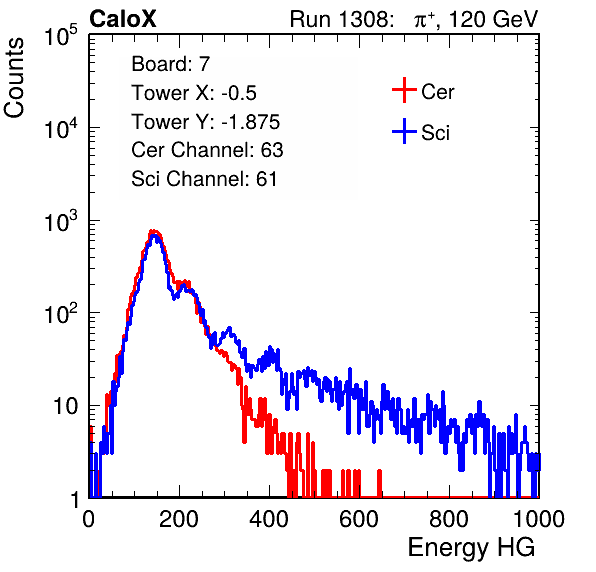 CaloX Run 1308: π⁺, 120 GeV
Counts
10⁵
10⁴
10³
10²
10
1
Board: 7
Tower X: -0.5
Tower Y: -1.875
Cer Channel: 63
Sci Channel: 61
Cer
Sci
0 200 400 600 800 1000
Energy HG